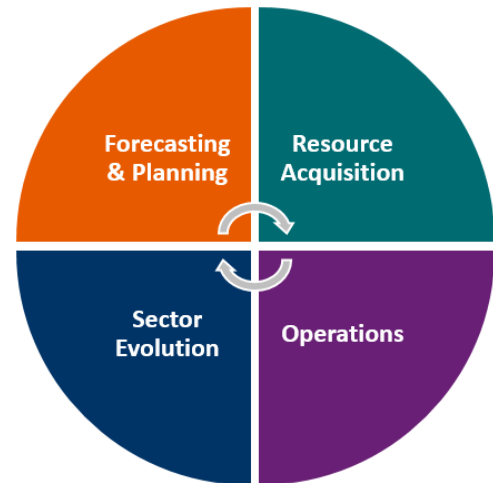 Forecasting
& Planning
Resource
Acquisition
Sector
Evolution
Operations